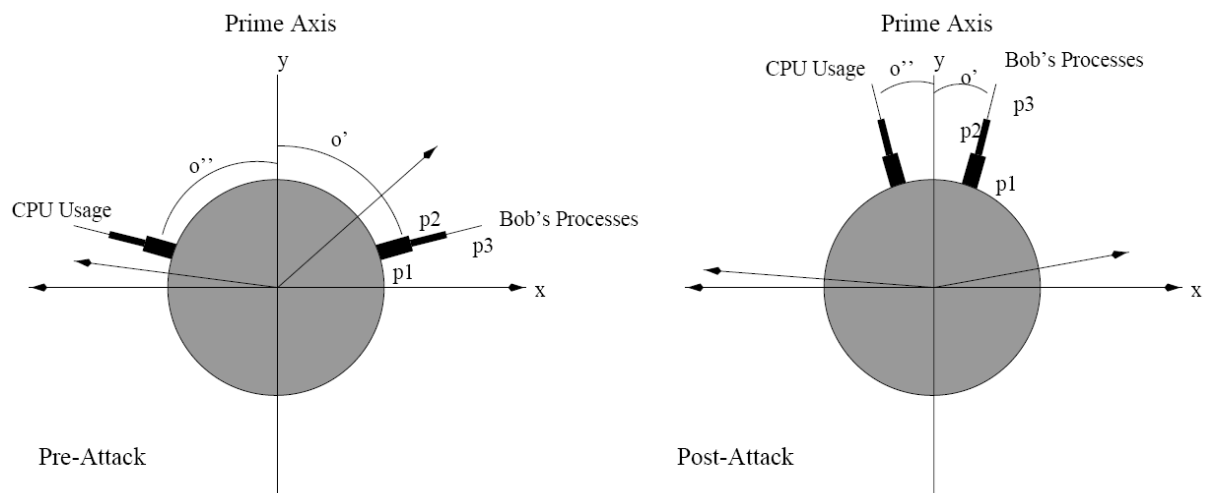 Prime Axis
y
o'
o''
CPU Usage
p2
Bob's Processes
p3
p1
x
Pre-Attack
Prime Axis
y
o''
o'
CPU Usage
Bob's Processes
p3
p2
p1
x
Post-Attack